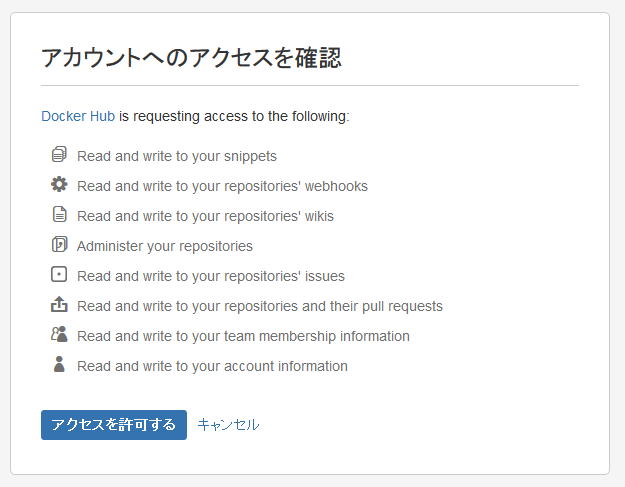 アカウントへのアクセスを確認
Docker Hub is requesting access to the following:
Read and write to your snippets
Read and write to your repositories' webhooks
Read and write to your repositories' wikis
Administer your repositories
Read and write to your repositories' issues
Read and write to your repositories and their pull requests
Read and write to your team membership information
Read and write to your account information
アクセスを許可する キャンセル